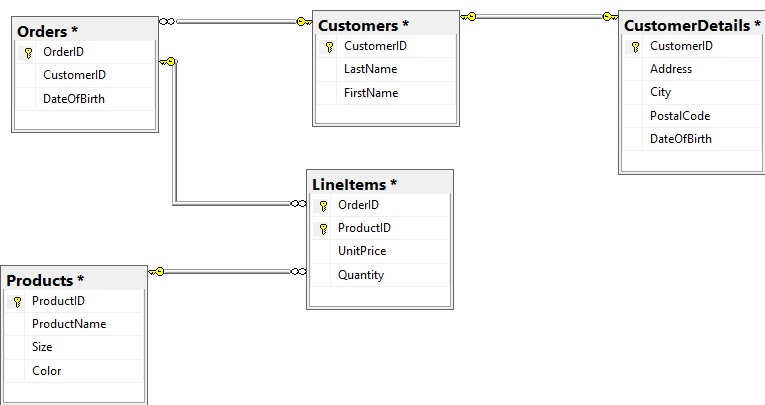 Orders *
OrderID
CustomerID
DateOfBirth
Customers *
CustomerID
LastName
FirstName
CustomerDetails *
CustomerID
Address
City
PostalCode
DateOfBirth
LineItems *
OrderID
ProductID
UnitPrice
Quantity
Products *
ProductID
ProductName
Size
Color